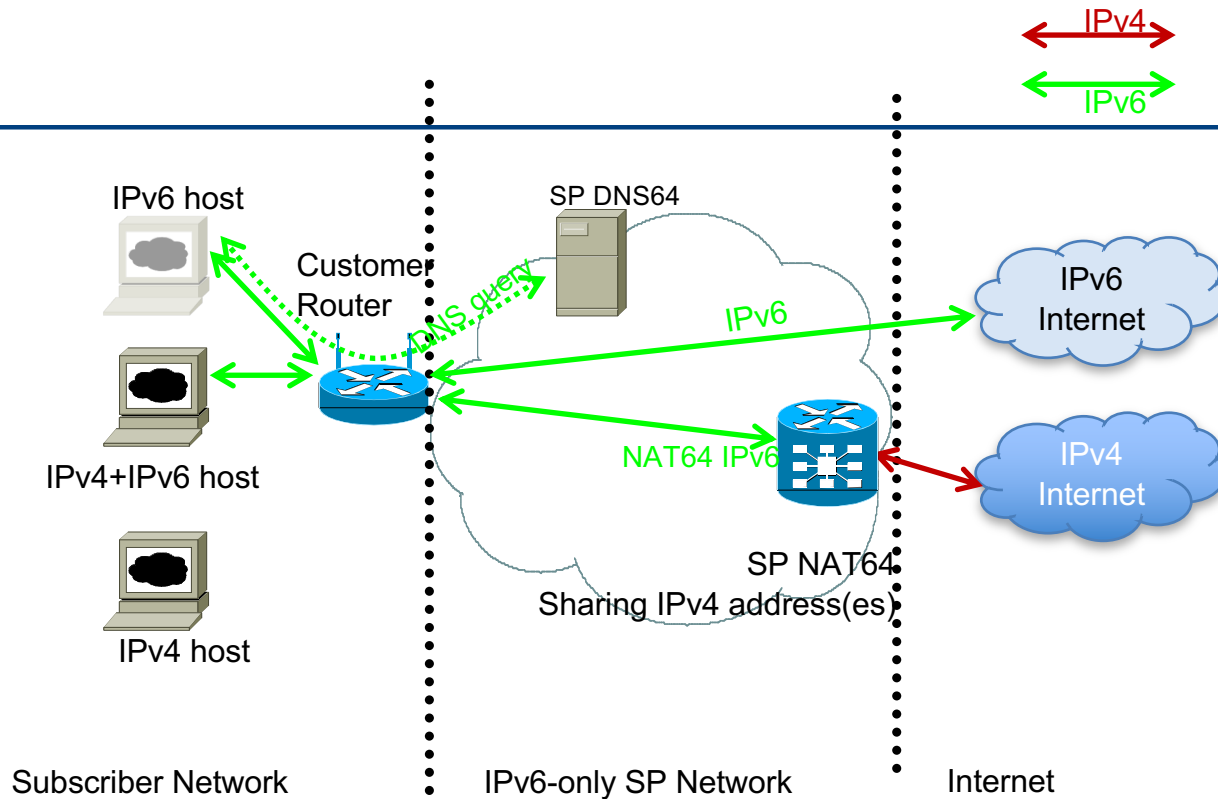 IPv4
IPv6
IPv6 host
SP DNS64
Customer
Router
DNS query
IPv6
IPv6
Internet
NAT64 IPv6
IPv4
Internet
IPv4+IPv6 host
SP NAT64
Sharing IPv4 address(es)
IPv4 host
Subscriber Network
IPv6-only SP Network
Internet